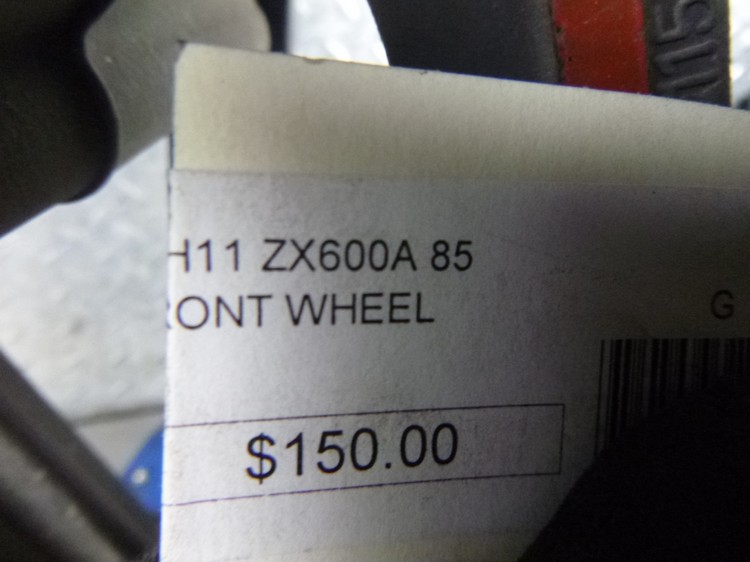 H11 ZX600A 85
RONT WHEEL
G
$150.00